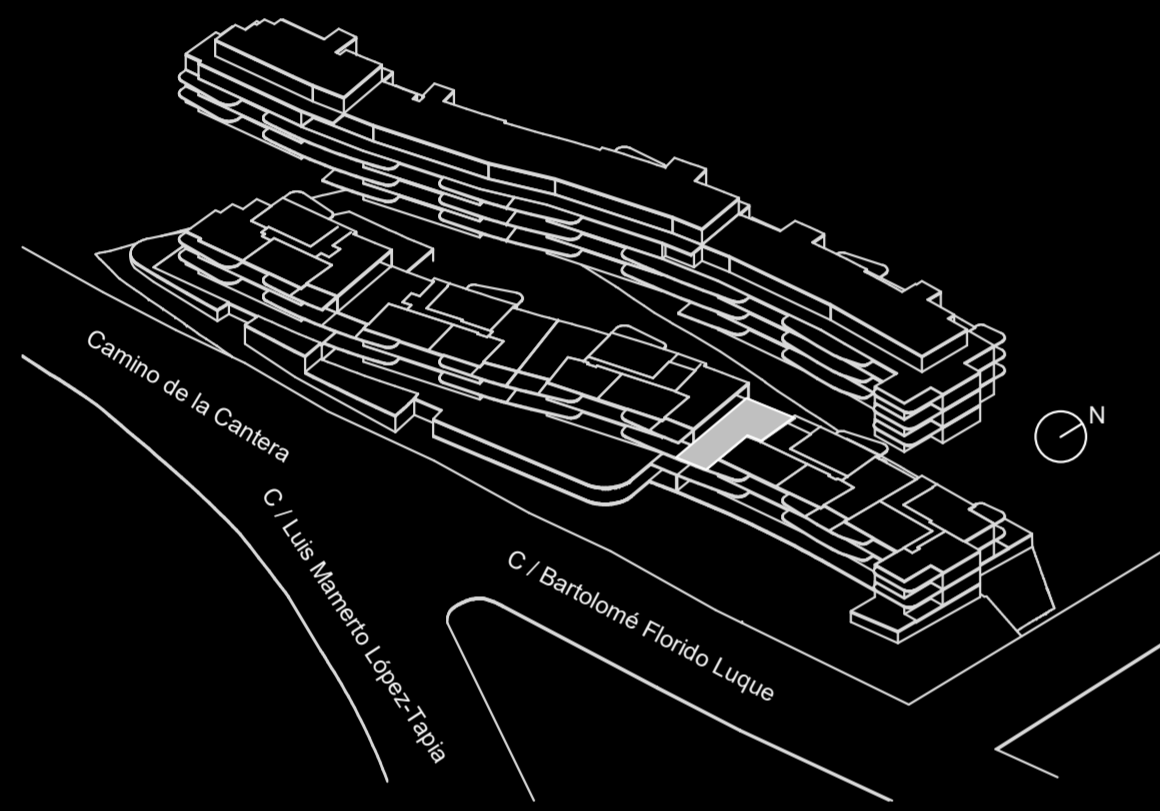 Camino de la Cantera
N
C / Luis Mamerto López-Tapia
C / Bartolomé Florido Luque